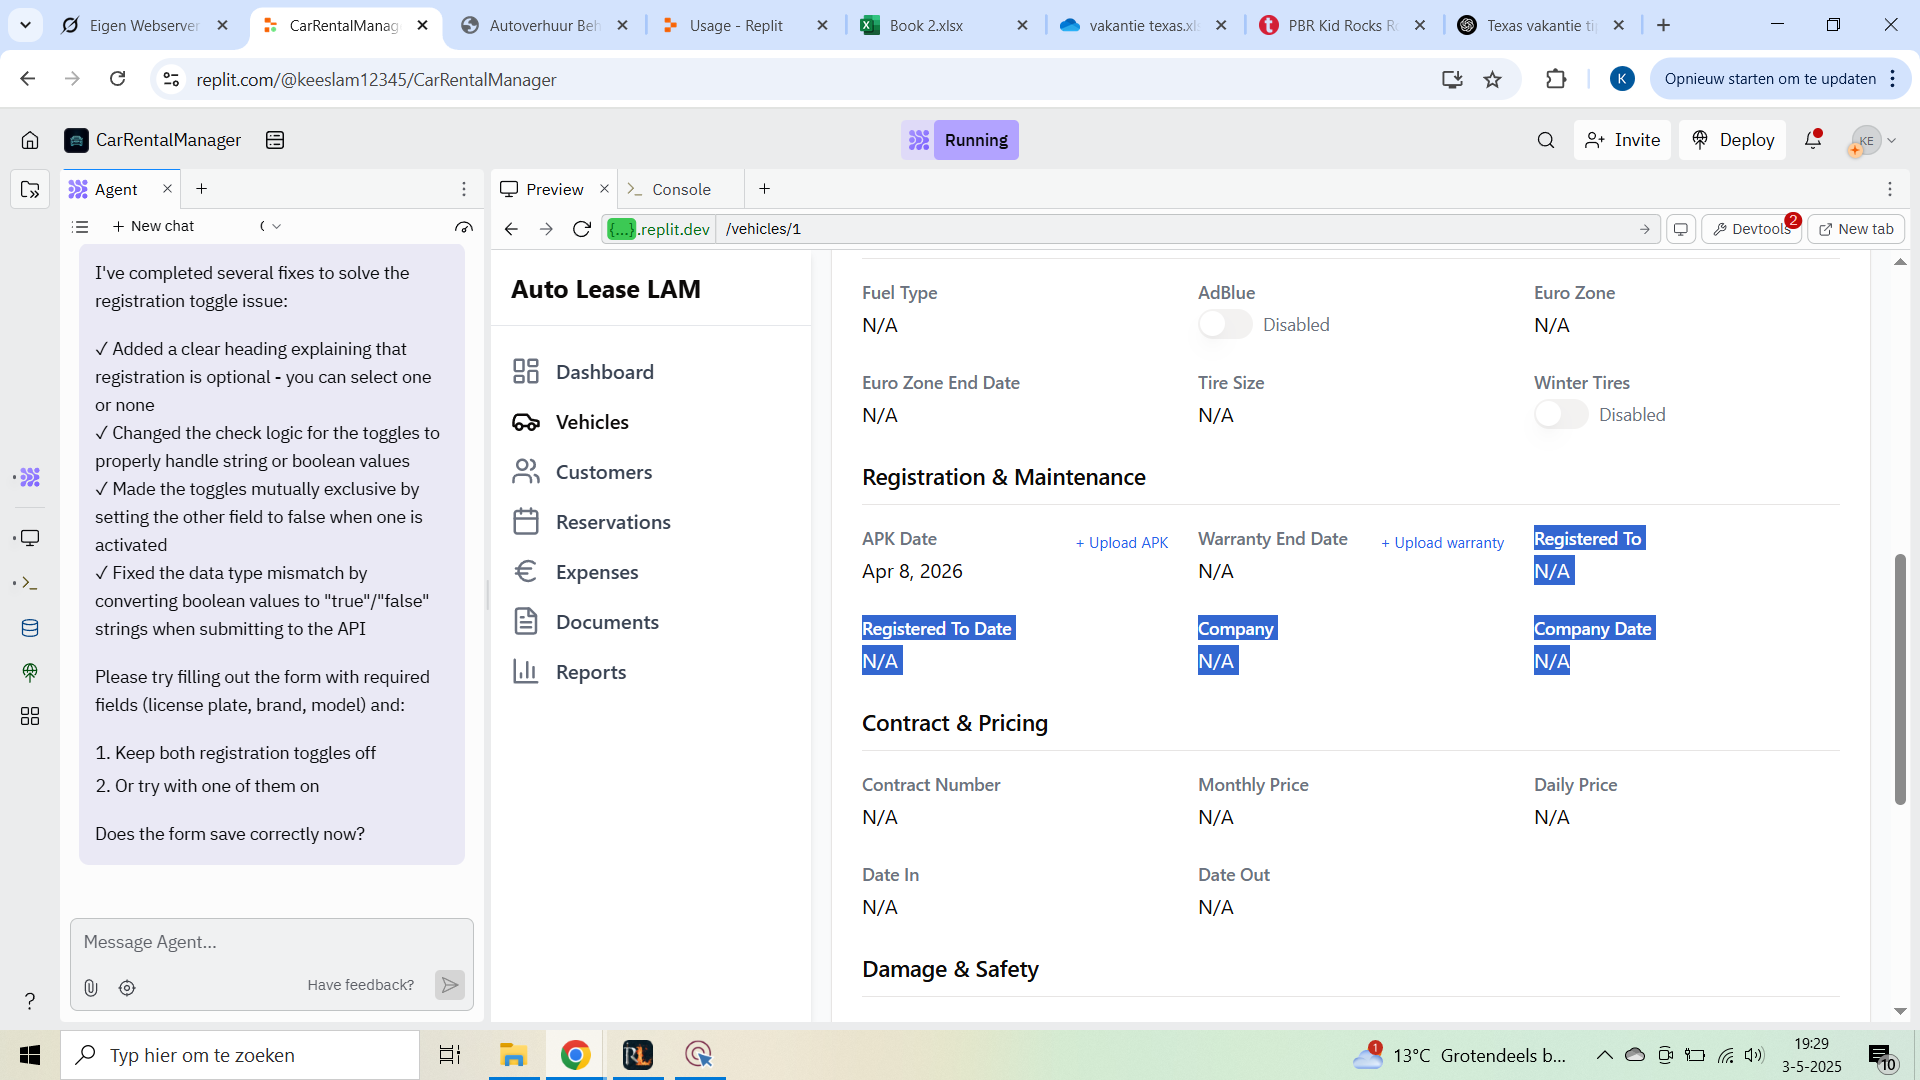 Eigen Webserver
CarRentalManag
Autoverhuur Beh
Usage - Replit
Book 2.xlsx
vakantie texas.xls
PBR Kid Rocks Ro
Texas vakantie ti
replit.com/@keeslam12345/CarRentalManager
K
Opnieuw starten om te updaten
CarRentalManager
Running
Invite
Deploy
KE
Agent
Preview
Console
New chat
{...}.replit.dev
/vehicles/1
Devtools
2
New tab
I've completed several fixes to solve the
registration toggle issue:
✓ Added a clear heading explaining that
registration is optional - you can select one
or none
✓ Changed the check logic for the toggles to
properly handle string or boolean values
✓ Made the toggles mutually exclusive by
setting the other field to false when one is
activated
✓ Fixed the data type mismatch by
converting boolean values to "true"/"false"
strings when submitting to the API
Please try filling out the form with required
fields (license plate, brand, model) and:
1. Keep both registration toggles off
2. Or try with one of them on
Does the form save correctly now?
Message Agent...
Have feedback?
Auto Lease LAM
Dashboard
Vehicles
Customers
Reservations
Expenses
Documents
Reports
Fuel Type
N/A
AdBlue
Disabled
Euro Zone
N/A
Euro Zone End Date
N/A
Tire Size
N/A
Winter Tires
Disabled
Registration & Maintenance
APK Date
+ Upload APK
Apr 8, 2026
Warranty End Date
+ Upload warranty
N/A
Registered To
N/A
Registered To Date
N/A
Company
N/A
Company Date
N/A
Contract & Pricing
Contract Number
N/A
Monthly Price
N/A
Daily Price
N/A
Date In
N/A
Date Out
N/A
Damage & Safety
Typ hier om te zoeken
RL
1
13°C Grotendeels b...
19:29
3-5-2025
10